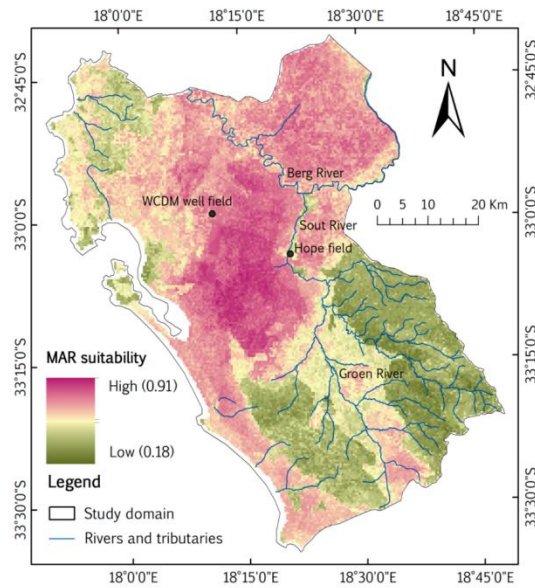 18°0'0"E 18°15'0"E 18°30'0"E 18°45'0"E
32°45'0"S
32°45'0"S
N
Berg River
WCDM well field
0 10 20 Km
Sout River
33°0'0"S
33°0'0"S
Hope field
MAR suitability
High (0.91)
33°15'0"S
33°15'0"S
Groen River
Low (0.18)
Legend
Study domain
33°30'0"S
33°30'0"S
Rivers and tributaries
18°0'0"E 18°15'0"E 18°30'0"E 18°45'0"E